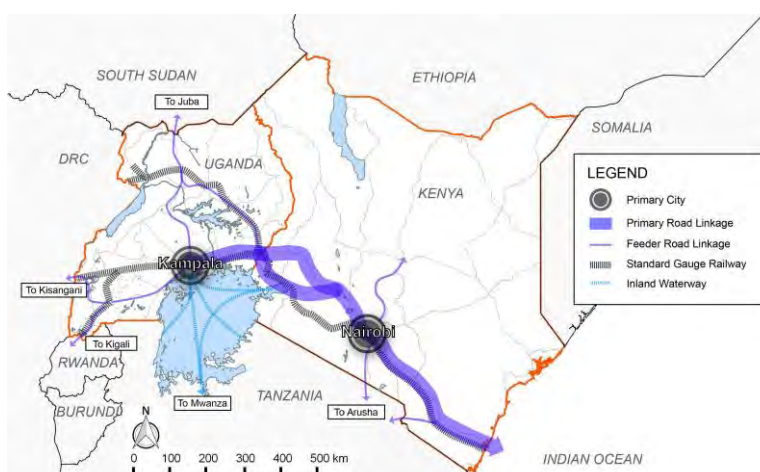 SOUTH SUDAN
ETHIOPIA
To Juba
SOMALIA
DRC
UGANDA
KENYA
LEGEND
Primary City
Primary Road Linkage
Feeder Road Linkage
Standard Gauge Railway
Inland Waterway
Kampala
To Kisangani
Nairobi
To Kigali
RWANDA
TANZANIA
To Mwanza
To Arusha
BURUNDI
N
INDIAN OCEAN
0 100 200 300 400 500 km